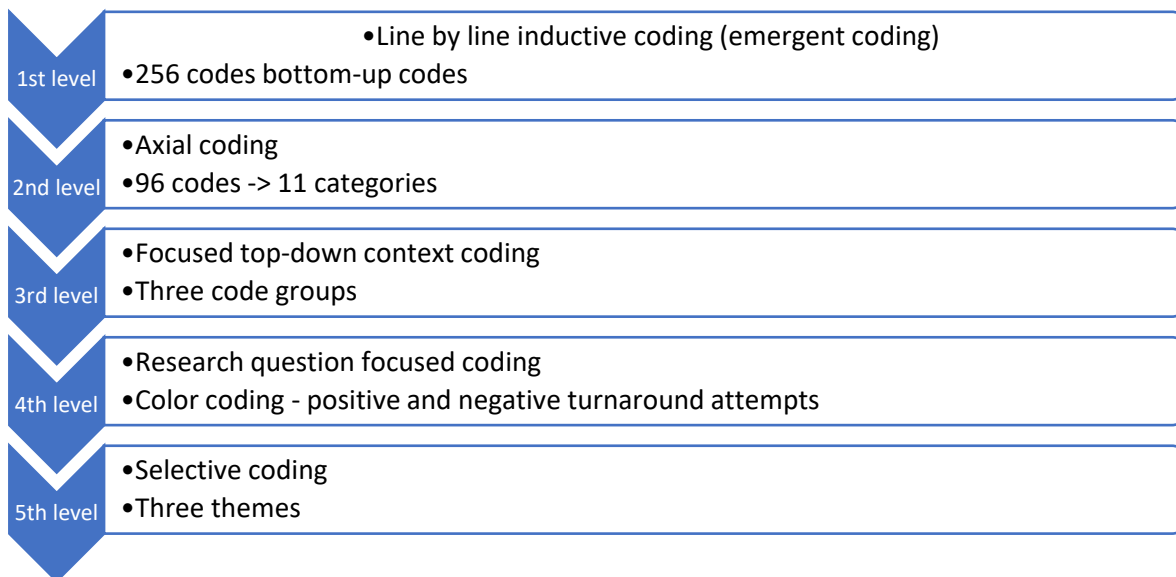 •Line by line inductive coding (emergent coding)
1st level
•256 codes bottom-up codes
•Axial coding
2nd level
•96 codes -> 11 categories
•Focused top-down context coding
3rd level
•Three code groups
•Research question focused coding
4th level
•Color coding - positive and negative turnaround attempts
•Selective coding
5th level
•Three themes